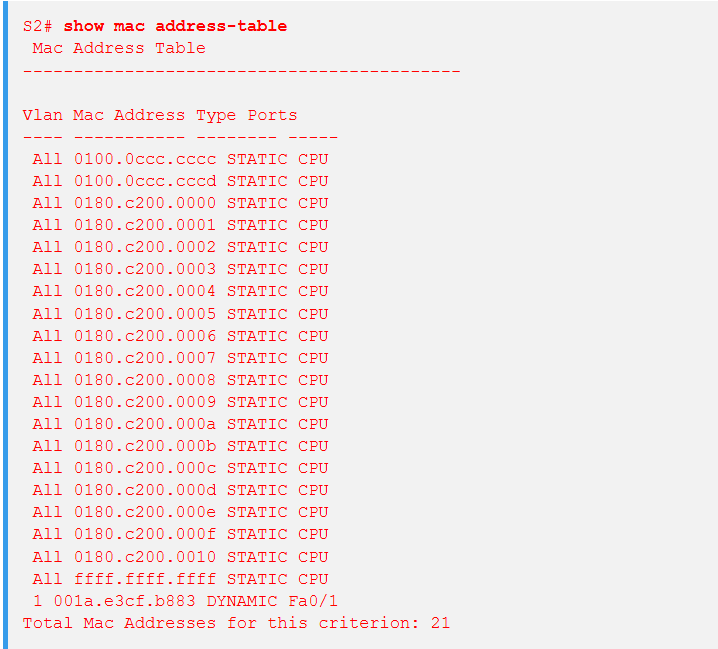 S2# show mac address-table
Mac Address Table
-------------------------------------------
Vlan Mac Address Type Ports
---- ----------- -------- -----
All 0100.0ccc.cccc STATIC CPU
All 0100.0ccc.cccd STATIC CPU
All 0180.c200.0000 STATIC CPU
All 0180.c200.0001 STATIC CPU
All 0180.c200.0002 STATIC CPU
All 0180.c200.0003 STATIC CPU
All 0180.c200.0004 STATIC CPU
All 0180.c200.0005 STATIC CPU
All 0180.c200.0006 STATIC CPU
All 0180.c200.0007 STATIC CPU
All 0180.c200.0008 STATIC CPU
All 0180.c200.0009 STATIC CPU
All 0180.c200.000a STATIC CPU
All 0180.c200.000b STATIC CPU
All 0180.c200.000c STATIC CPU
All 0180.c200.000d STATIC CPU
All 0180.c200.000e STATIC CPU
All 0180.c200.000f STATIC CPU
All 0180.c200.0010 STATIC CPU
All ffff.ffff.ffff STATIC CPU
1 001a.e3cf.b883 DYNAMIC Fa0/1
Total Mac Addresses for this criterion: 21